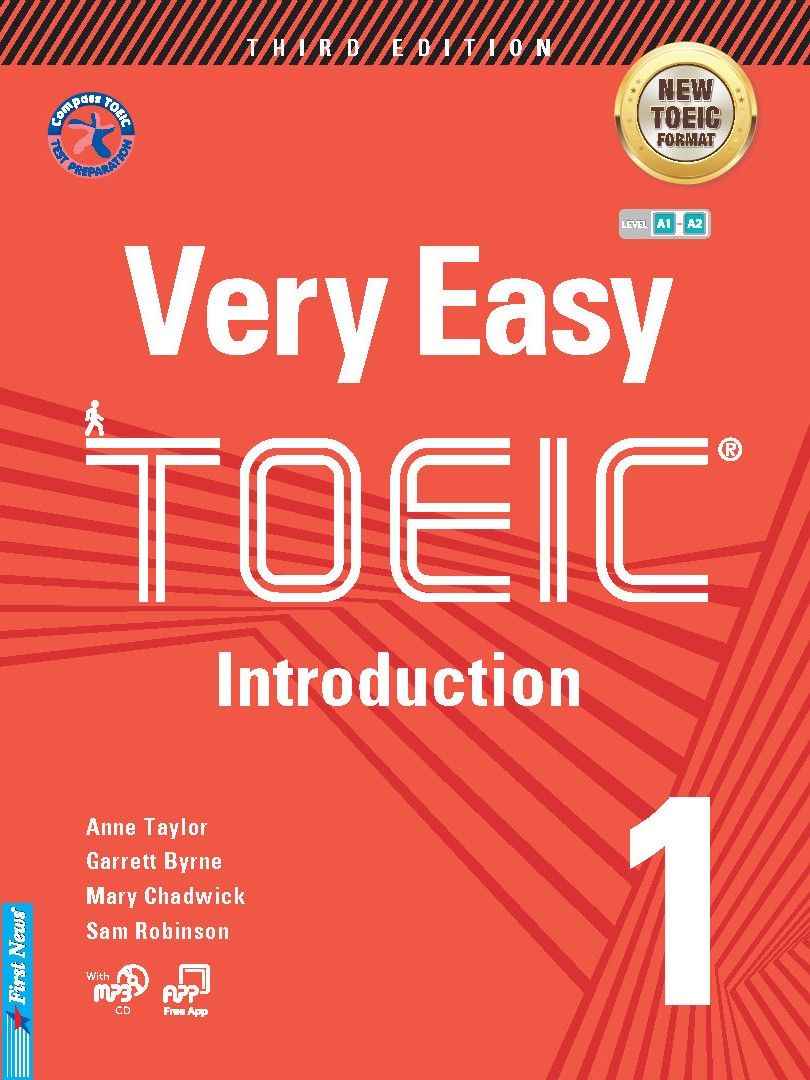 THIRD EDITION
Compass TOEIC
TEST PREPARATION
NEW
TOEIC
FORMAT
LEVEL A1 - A2
Very Easy
TOEIC®
Introduction
1
Anne Taylor
Garrett Byrne
Mary Chadwick
Sam Robinson
With
MP3
CD
APP
Free App
First News